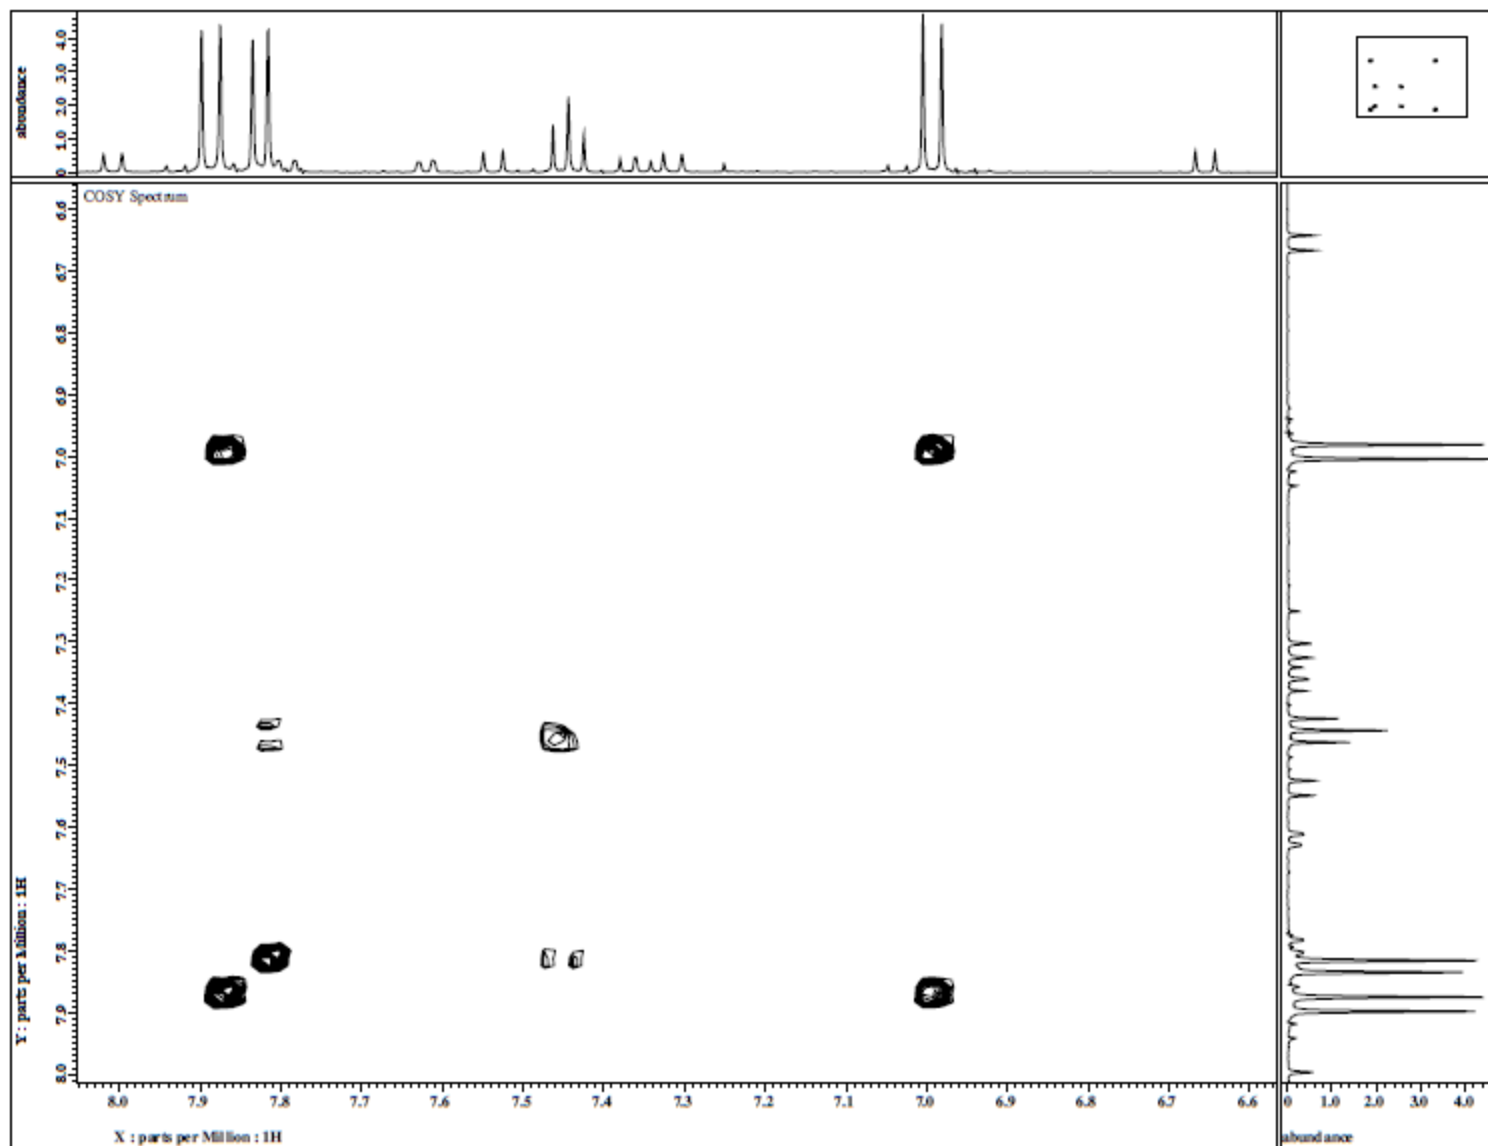 abundance
4.0
3.0
2.0
1.0
0
COSY Spectrum
6.6
6.7
6.8
6.9
7.0
7.1
7.2
7.3
7.4
7.5
7.6
7.7
7.8
7.9
8.0
Y : parts per Million : 1H
8.0 7.9 7.8 7.7 7.6 7.5 7.4 7.3 7.2 7.1 7.0 6.9 6.8 6.7 6.6
X : parts per Million : 1H
0 1.0 2.0 3.0 4.0
abundance